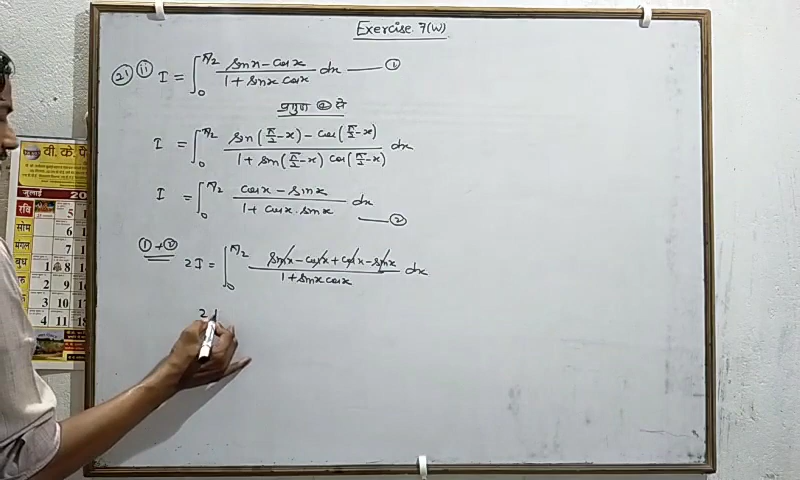 Exercise 7(W)
21 ii I = ∫₀^π/2 (sinx − cosx)/(1 + sinx cosx) dx —— ①
प्रगुण ④ से
I = ∫₀^π/2 (sin(π/2−x) − cos(π/2−x))/(1 + sin(π/2−x) cos(π/2−x)) dx
I = ∫₀^π/2 (cosx − sinx)/(1 + cosx . sinx) dx —— ②
①+② 2I = ∫₀^π/2 (sinx − cosx + cosx − sinx)/(1 + sinx cosx) dx
2I
वी. के.
जुलाई 20
रवि 5
सोम 6
मंगल 7
बुध 1 8
2 9
3 10
4 11